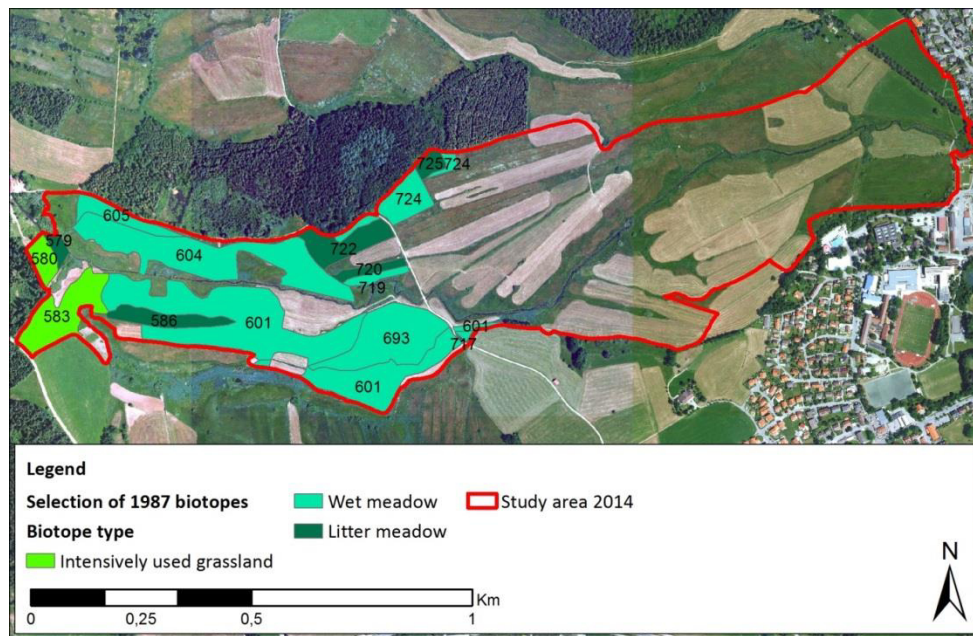 725 724
724
605
579
722
604
580
720
719
583
586
601
601
693
717
601
Legend
Selection of 1987 biotopes
Wet meadow
Study area 2014
Biotope type
Litter meadow
Intensively used grassland
N
Km
0 0,25 0,5 1